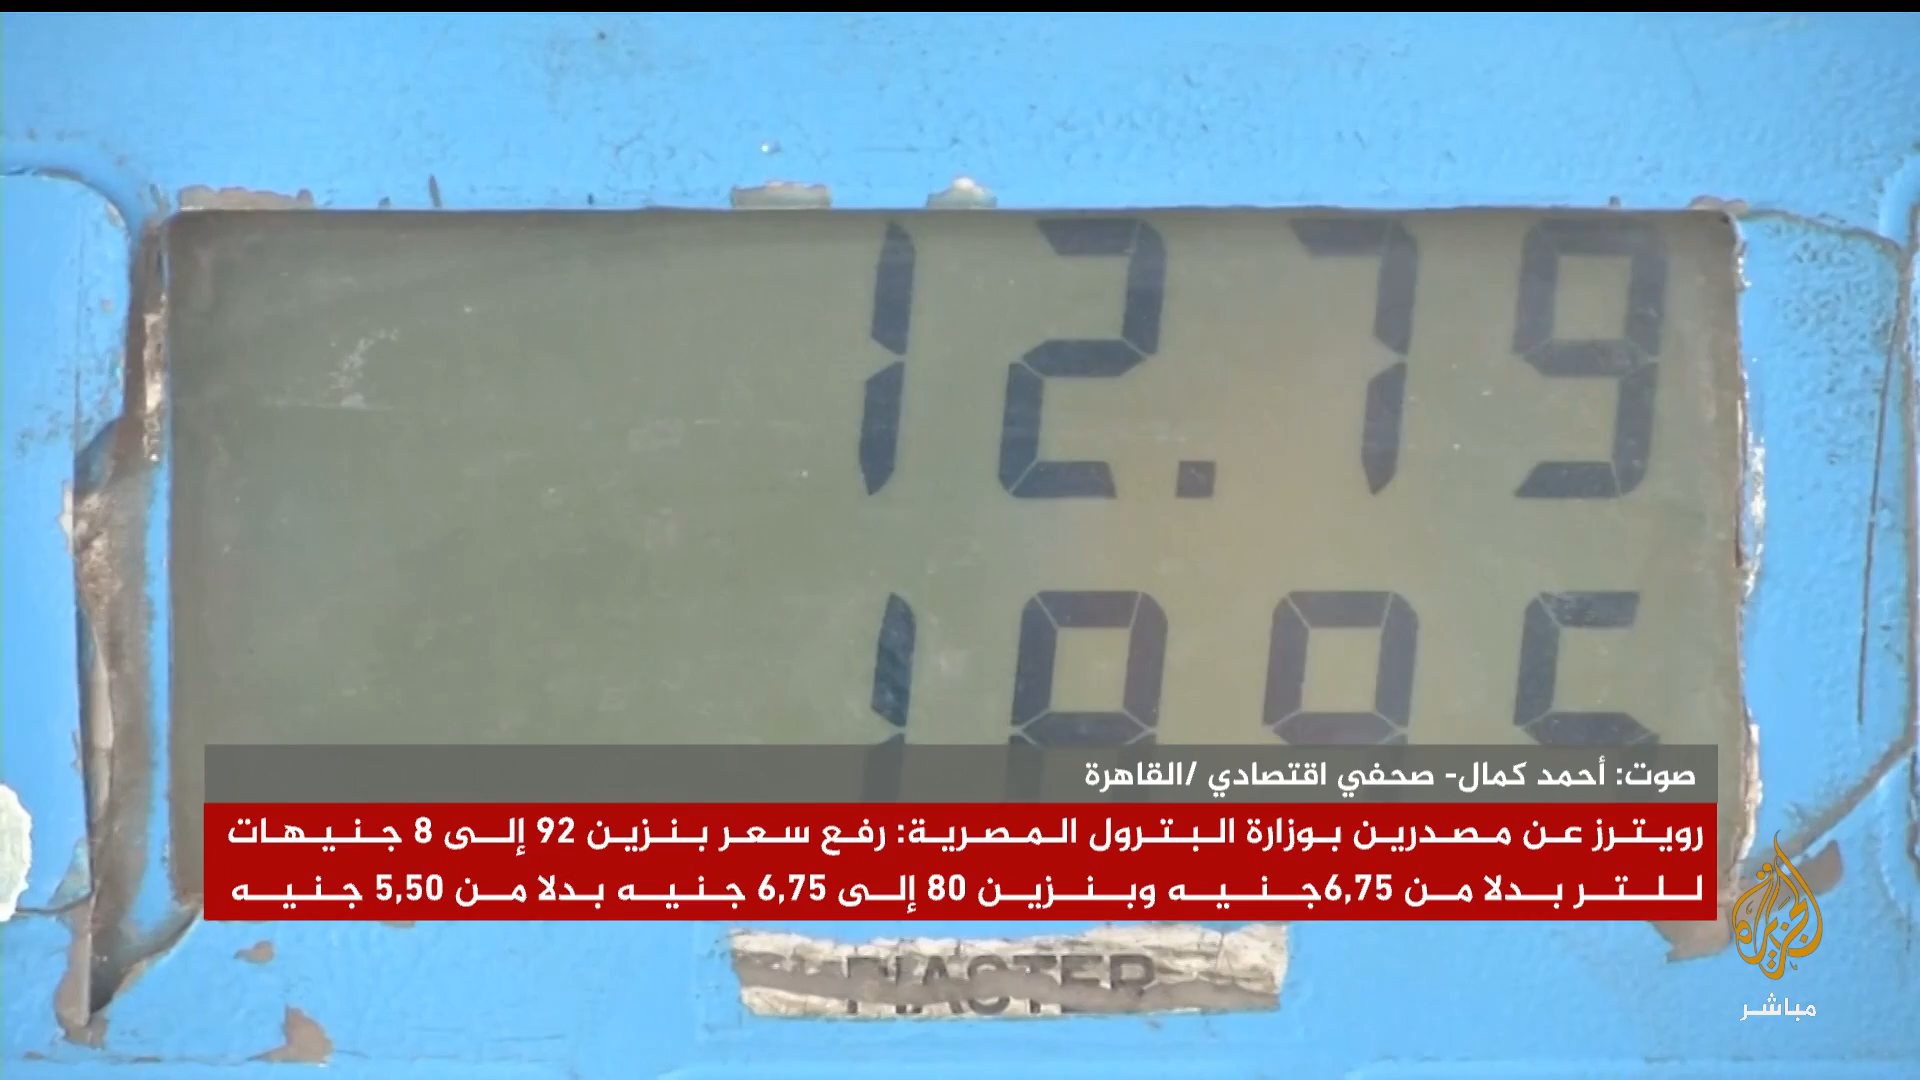 12.79
صوت: أحمد كمال- صحفي اقتصادي /القاهرة
رويترز عن مصدرين بوزارة البترول المصرية: رفع سعر بنزين 92 إلى 8 جنيهات
للتر بدلا من 6,75جنيه وبنزين 80 إلى 6,75 جنيه بدلا من 5,50 جنيه
الجزيرة
مباشر